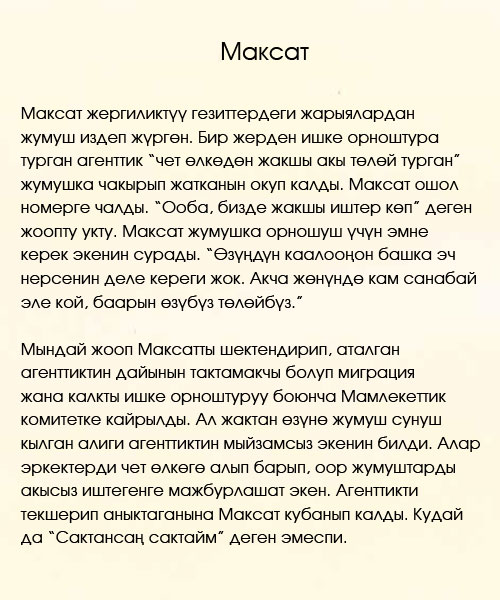 Максат
Максат жергиликтүү гезиттердеги жарыялардан
жумуш издеп жүргөн. Бир жерден ишке орноштура
турган агенттик “чет өлкөдөн жакшы акы төлөй турган”
жумушка чакырып жатканын окуп калды. Максат ошол
номерге чалды. “Ооба, бизде жакшы иштер көп” деген
жоопту укту. Максат жумушка орношуш үчүн эмне
керек экенин сурады. “Өзүңдүн каалооңон башка эч
нерсенин деле кереги жок. Акча жөнүндө кам санабай
эле кой, баарын өзүбүз төлөйбүз.”
Мындай жооп Максатты шектендирип, аталган
агенттиктин дайынын тактамакчы болуп миграция
жана калкты ишке орноштуруу боюнча Мамлекеттик
комитетке кайрылды. Ал жактан өзүнө жумуш сунуш
кылган алиги агенттиктин мыйзамсыз экенин билди. Алар
эркектерди чет өлкөгө алып барып, оор жумуштарды
акысыз иштегенге мажбурлашат экен. Агенттикти
текшерип аныктаганына Максат кубанып калды. Кудай
да “Сактансаң сактайм” деген эмеспи.